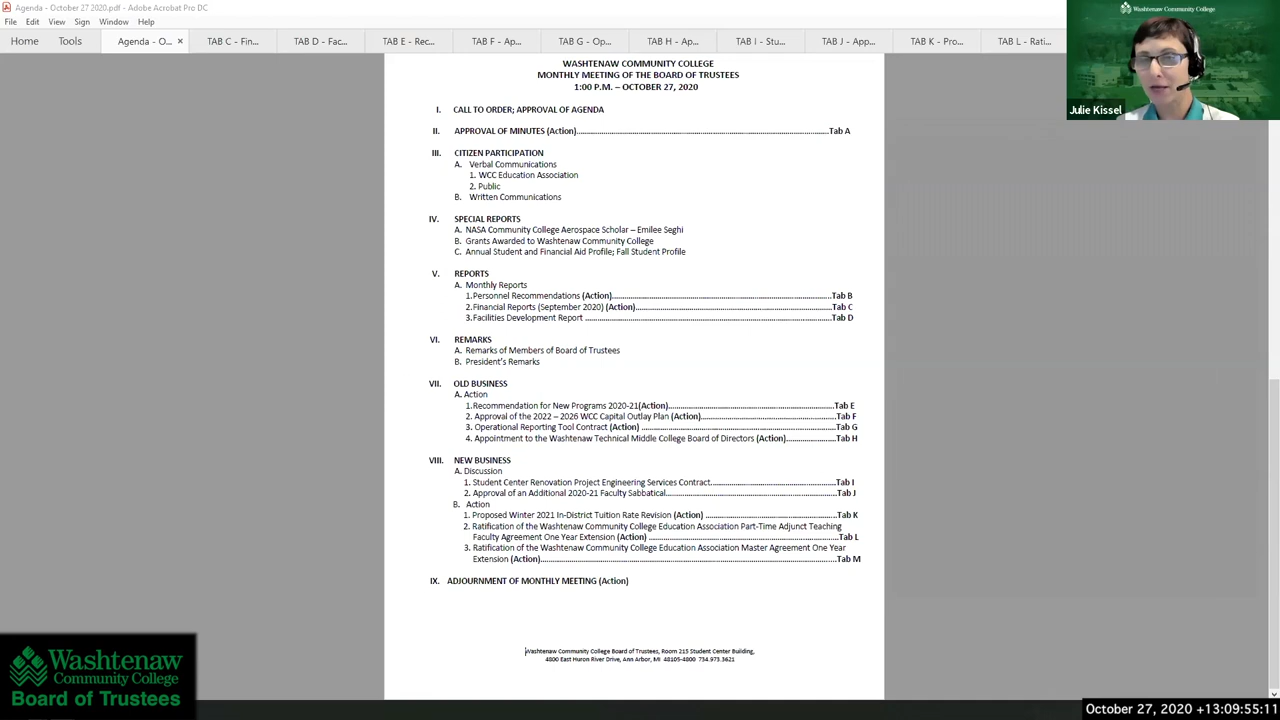 Agenda - October 27 2020.pdf - Adobe Acrobat Pro DC
File Edit View Sign Window Help
Home Tools Agenda - O... × TAB C - Fin... TAB D - Fac... TAB E - Rec... TAB F - Ap... TAB G - Op... TAB H - Ap... TAB I - Stu... TAB J - App... TAB K - Pro... TAB L - Rati...
Washtenaw Community College
Julie Kissel
WASHTENAW COMMUNITY COLLEGE
MONTHLY MEETING OF THE BOARD OF TRUSTEES
1:00 P.M. – OCTOBER 27, 2020
I. CALL TO ORDER; APPROVAL OF AGENDA
II. APPROVAL OF MINUTES (Action)...Tab A
III. CITIZEN PARTICIPATION
A. Verbal Communications
1. WCC Education Association
2. Public
B. Written Communications
IV. SPECIAL REPORTS
A. NASA Community College Aerospace Scholar – Emilee Seghi
B. Grants Awarded to Washtenaw Community College
C. Annual Student and Financial Aid Profile; Fall Student Profile
V. REPORTS
A. Monthly Reports
1.Personnel Recommendations (Action)...Tab B
2.Financial Reports (September 2020) (Action)...Tab C
3.Facilities Development Report ...Tab D
VI. REMARKS
A. Remarks of Members of Board of Trustees
B. President's Remarks
VII. OLD BUSINESS
A. Action
1.Recommendation for New Programs 2020-21(Action)...Tab E
2. Approval of the 2022 – 2026 WCC Capital Outlay Plan (Action)...Tab F
3. Operational Reporting Tool Contract (Action) ...Tab G
4. Appointment to the Washtenaw Technical Middle College Board of Directors (Action)...Tab H
VIII. NEW BUSINESS
A. Discussion
1. Student Center Renovation Project Engineering Services Contract...Tab I
2. Approval of an Additional 2020-21 Faculty Sabbatical...Tab J
B. Action
1. Proposed Winter 2021 In-District Tuition Rate Revision (Action) ...Tab K
2. Ratification of the Washtenaw Community College Education Association Part-Time Adjunct Teaching
Faculty Agreement One Year Extension (Action) ...Tab L
3. Ratification of the Washtenaw Community College Education Association Master Agreement One Year
Extension (Action)...Tab M
IX. ADJOURNMENT OF MONTHLY MEETING (Action)
Washtenaw Community College Board of Trustees, Room 215 Student Center Building,
4800 East Huron River Drive, Ann Arbor, MI 48105-4800 734.973.3621
Washtenaw
Community College
Board of Trustees
October 27, 2020 +13:09:55:11